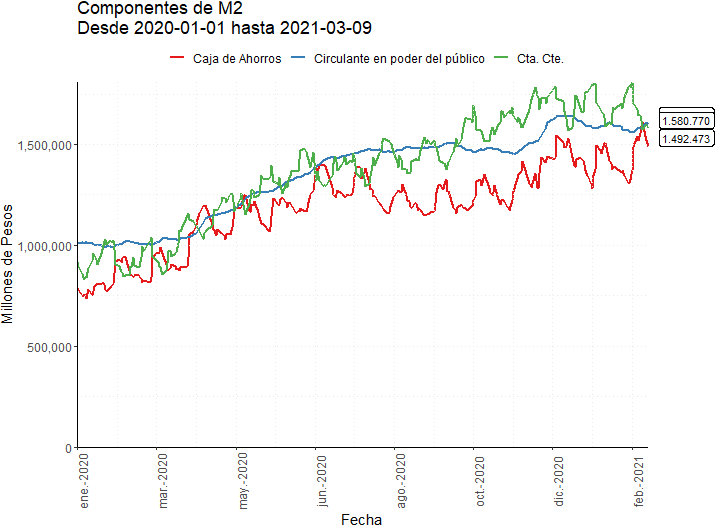 Componentes de M2
Desde 2020-01-01 hasta 2021-03-09
Caja de Ahorros Circulante en poder del público Cta. Cte.
Millones de Pesos
1,500,000
1,000,000
500,000
0
1.580.770
1.492.473
ene.-2020 mar.-2020 may.-2020 jun.-2020 ago.-2020 oct.-2020 dic.-2020 feb.-2021
Fecha